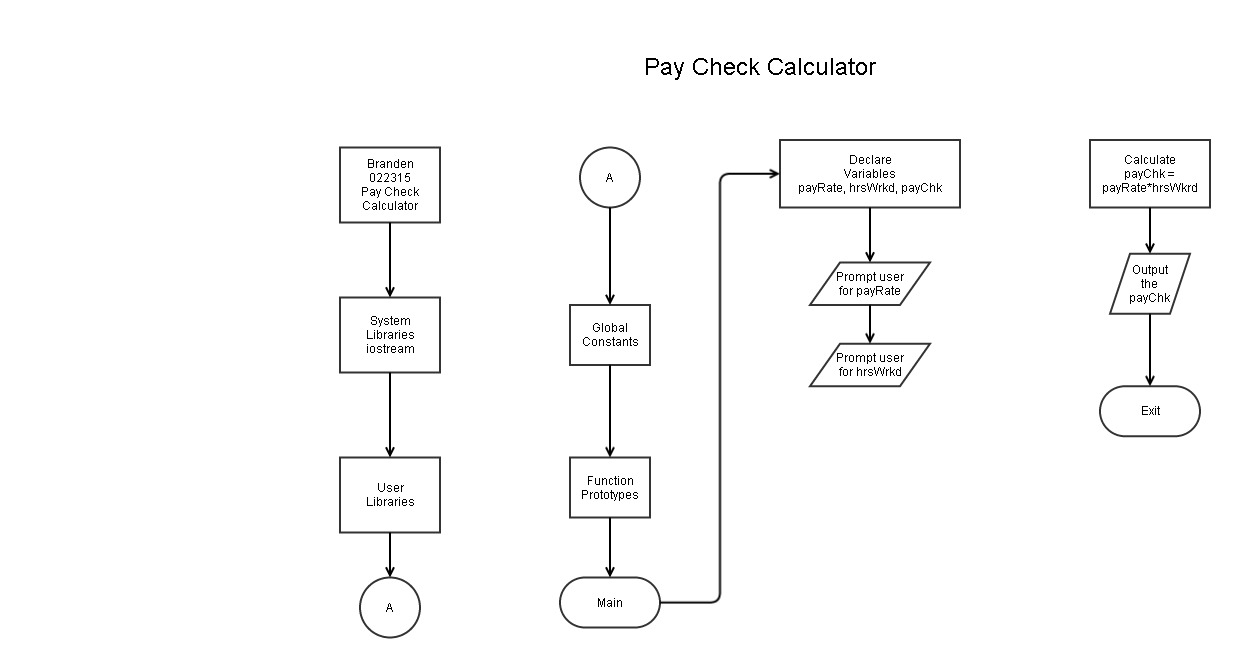 Pay Check Calculator
Branden
022315
Pay Check
Calculator
System
Libraries
iostream
User
Libraries
A
A
Global
Constants
Function
Prototypes
Main
Declare
Variables
payRate, hrsWrkd, payChk
Prompt user
for payRate
Prompt user
for hrsWrkd
Calculate
payChk =
payRate*hrsWkrd
Output
the
payChk
Exit